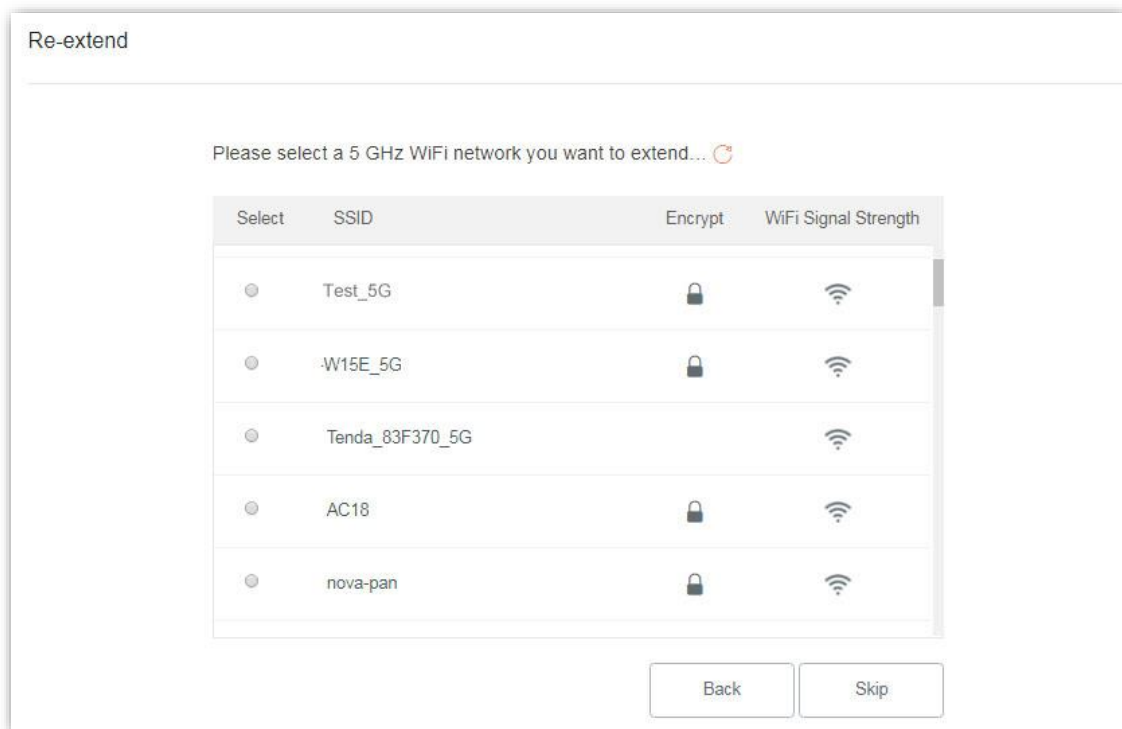 Re-extend
Please select a 5 GHz WiFi network you want to extend...
Select SSID Encrypt WiFi Signal Strength
Test_5G
-W15E_5G
Tenda_83F370_5G
AC18
nova-pan
Back Skip